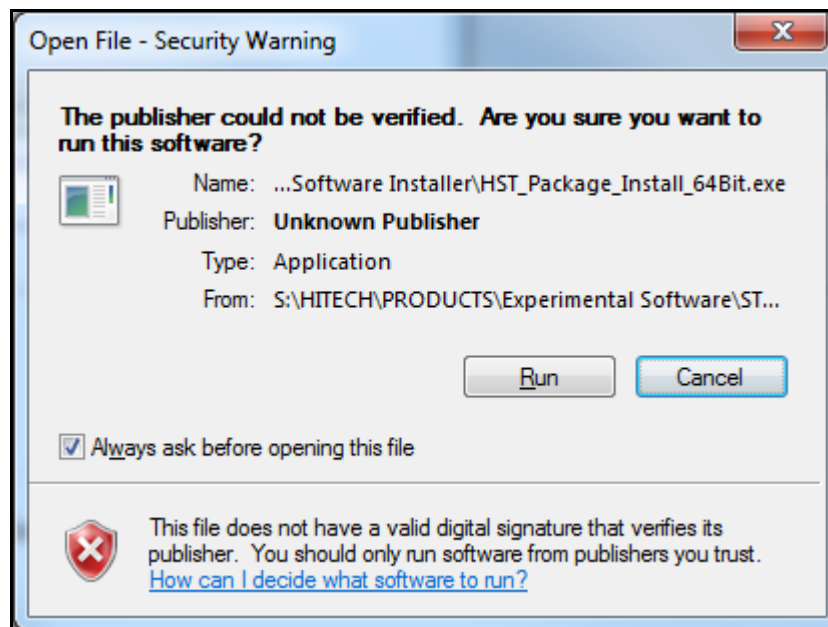 Open File - Security Warning
The publisher could not be verified.  Are you sure you want to
run this software?
Name: ...Software Installer\HST_Package_Install_64Bit.exe
Publisher: Unknown Publisher
Type: Application
From: S:\HITECH\PRODUCTS\Experimental Software\ST...
Run Cancel
Always ask before opening this file
This file does not have a valid digital signature that verifies its
publisher.  You should only run software from publishers you trust.
How can I decide what software to run?